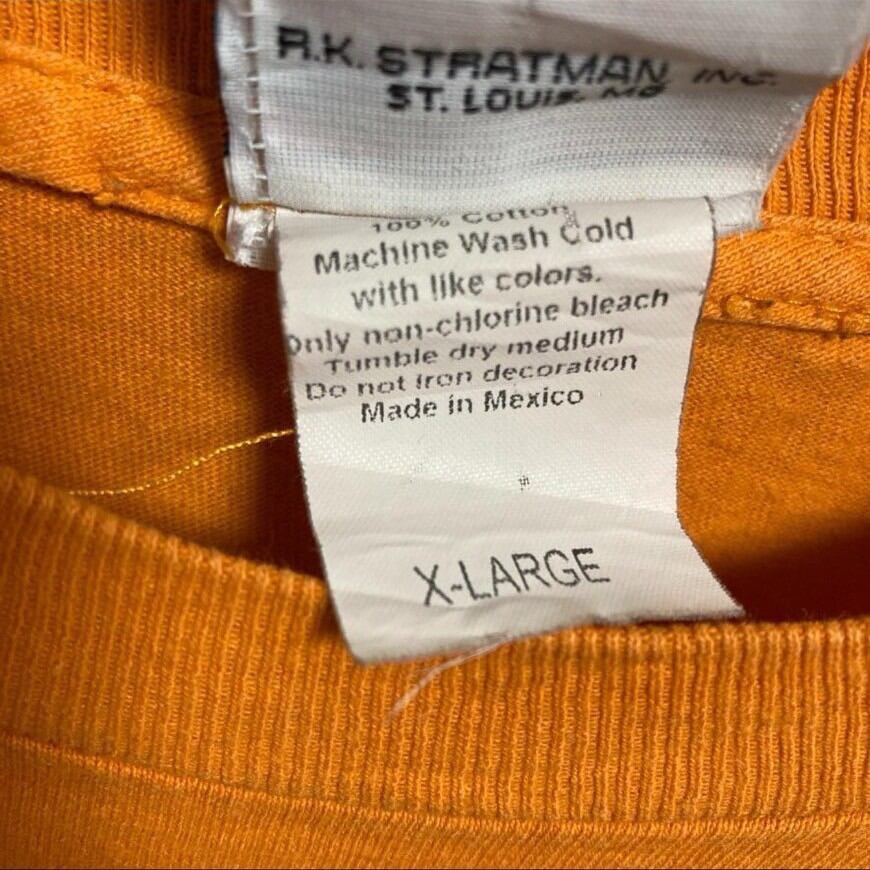 R.K. STRATMAN, INC.
ST. LOUIS, MO
100% Cotton
Machine Wash Cold
with like colors.
Only non-chlorine bleach
Tumble dry medium
Do not iron decoration
Made in Mexico
X-LARGE